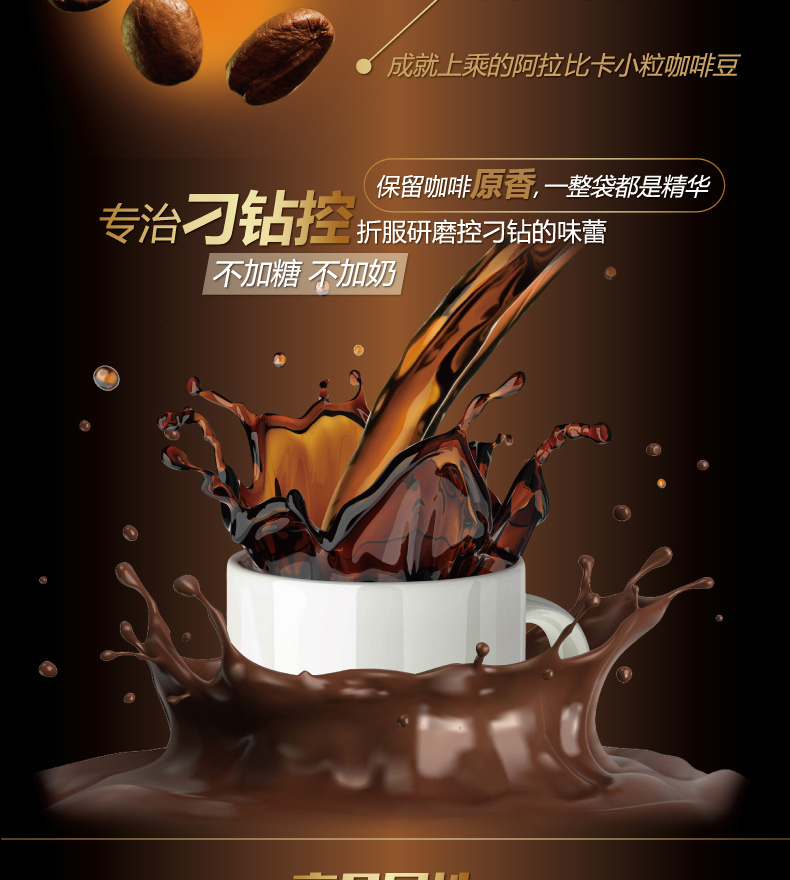 成就上乘的阿拉比卡小粒咖啡豆
保留咖啡原香,一整袋都是精华
专治刁钻控
折服研磨控刁钻的味蕾
不加糖 不加奶